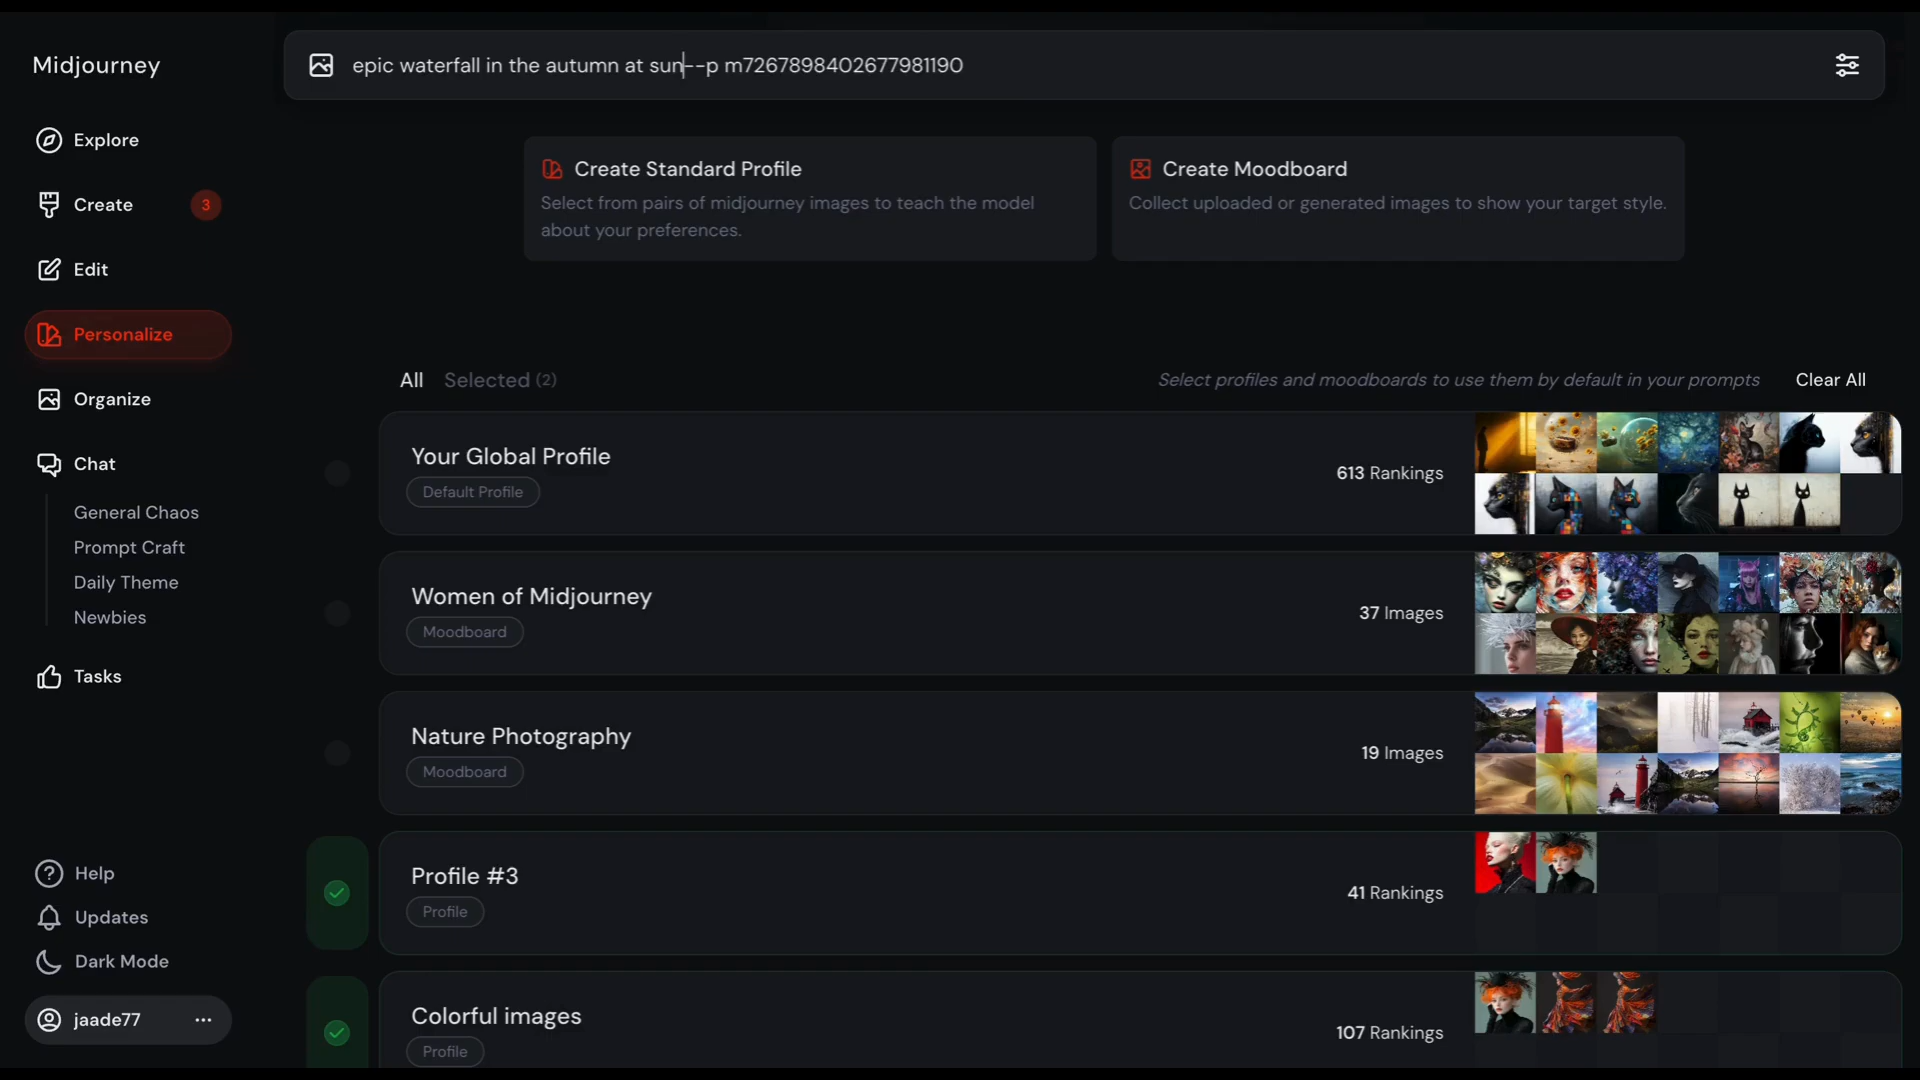 Midjourney
epic waterfall in the autumn at sun--p m7267898402677981190
Explore
Create 3
Edit
Personalize
Organize
Chat
General Chaos
Prompt Craft
Daily Theme
Newbies
Tasks
Help
Updates
Dark Mode
jaade77 ...
Create Standard Profile
Select from pairs of midjourney images to teach the model
about your preferences.
Create Moodboard
Collect uploaded or generated images to show your target style.
All Selected (2) Select profiles and moodboards to use them by default in your prompts Clear All
Your Global Profile
Default Profile
613 Rankings
Women of Midjourney
Moodboard
37 Images
Nature Photography
Moodboard
19 Images
Profile #3
Profile
41 Rankings
Colorful images
Profile
107 Rankings